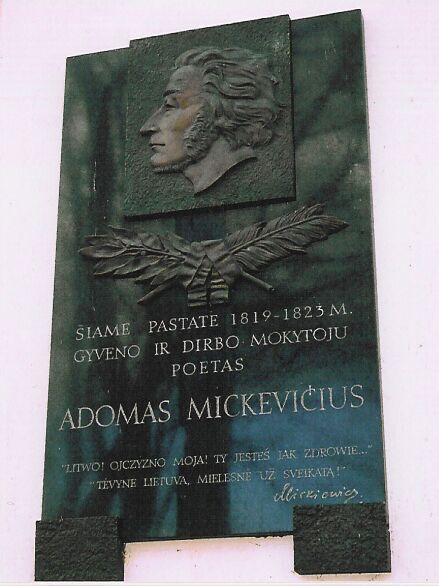 ŠIAME PASTATE 1819-1823 M.
GYVENO IR DIRBO MOKYTOJU
POETAS
ADOMAS MICKEVIČIUS
"LITWO! OJCZYZNO MOJA! TY JESTEŚ JAK ZDROWIE..."
"TĖVYNE LIETUVA, MIELESNĖ UŽ SVEIKATĄ!"
AMickiewicz